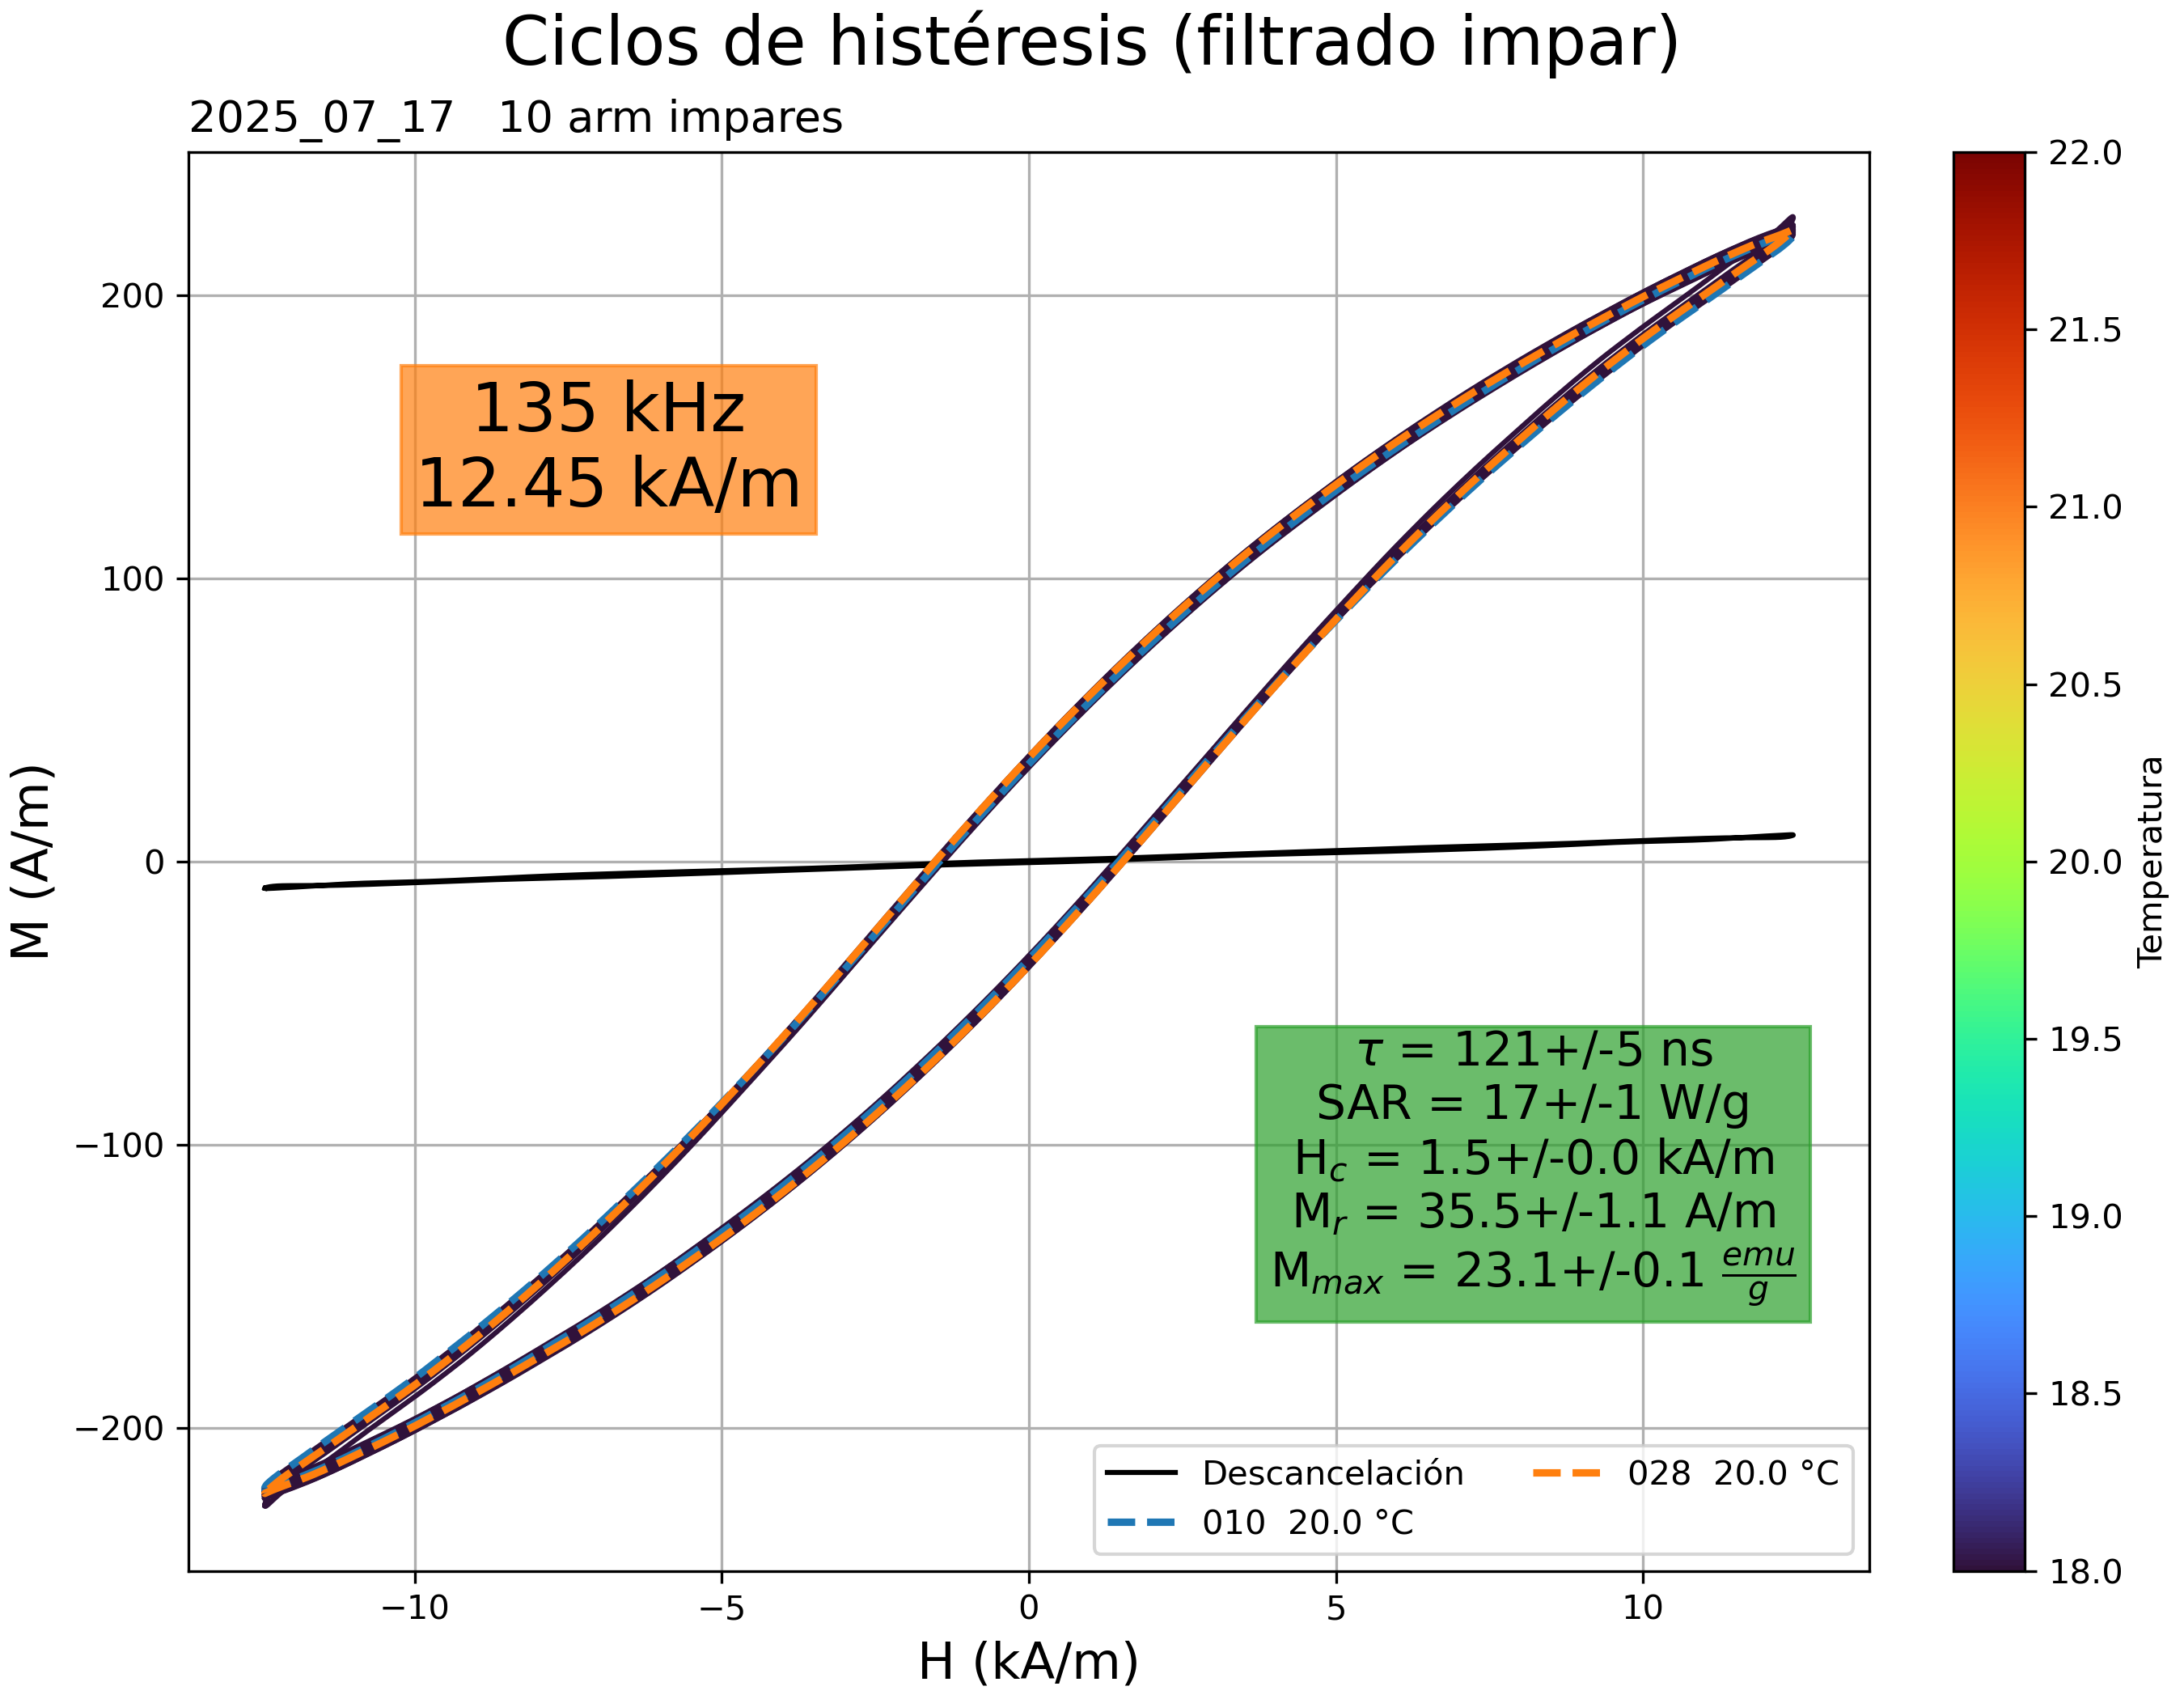 Ciclos de histéresis (filtrado impar)
2025_07_17   10 arm impares
135 kHz
12.45 kA/m
τ = 121+/-5 ns
SAR = 17+/-1 W/g
H_c = 1.5+/-0.0 kA/m
M_r = 35.5+/-1.1 A/m
M_max = 23.1+/-0.1 emu/g
Descancelación
010  20.0 °C
028  20.0 °C
M (A/m)
200
100
0
−100
−200
−10
−5
0
5
10
H (kA/m)
22.0
21.5
21.0
20.5
20.0
19.5
19.0
18.5
18.0
Temperatura